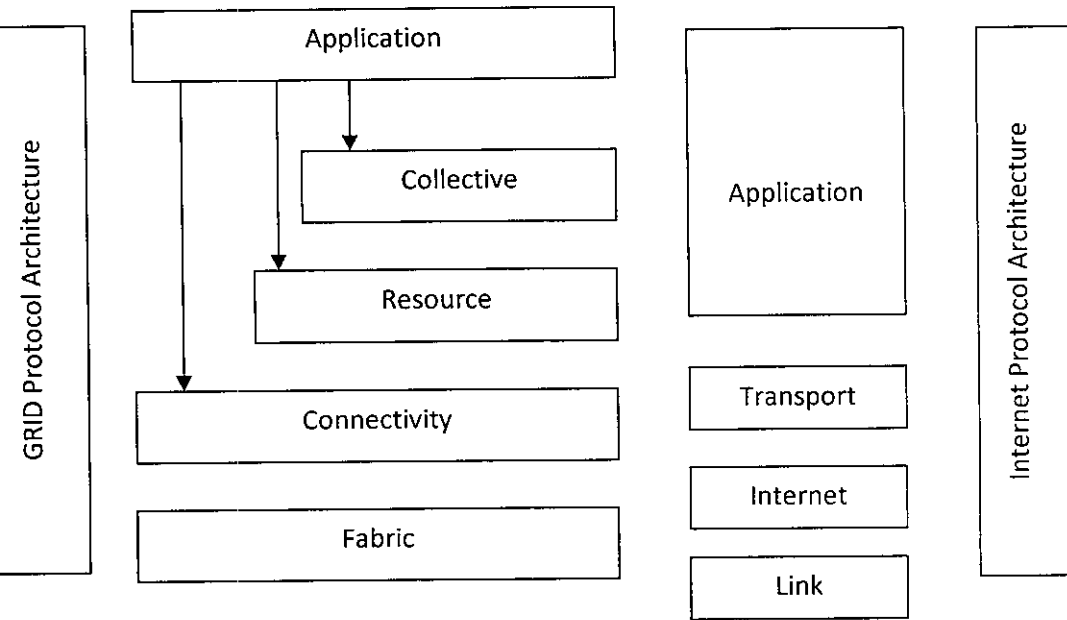 GRID Protocol Architecture
Application
Collective
Resource
Connectivity
Fabric
Application
Transport
Internet
Link
Internet Protocol Architecture